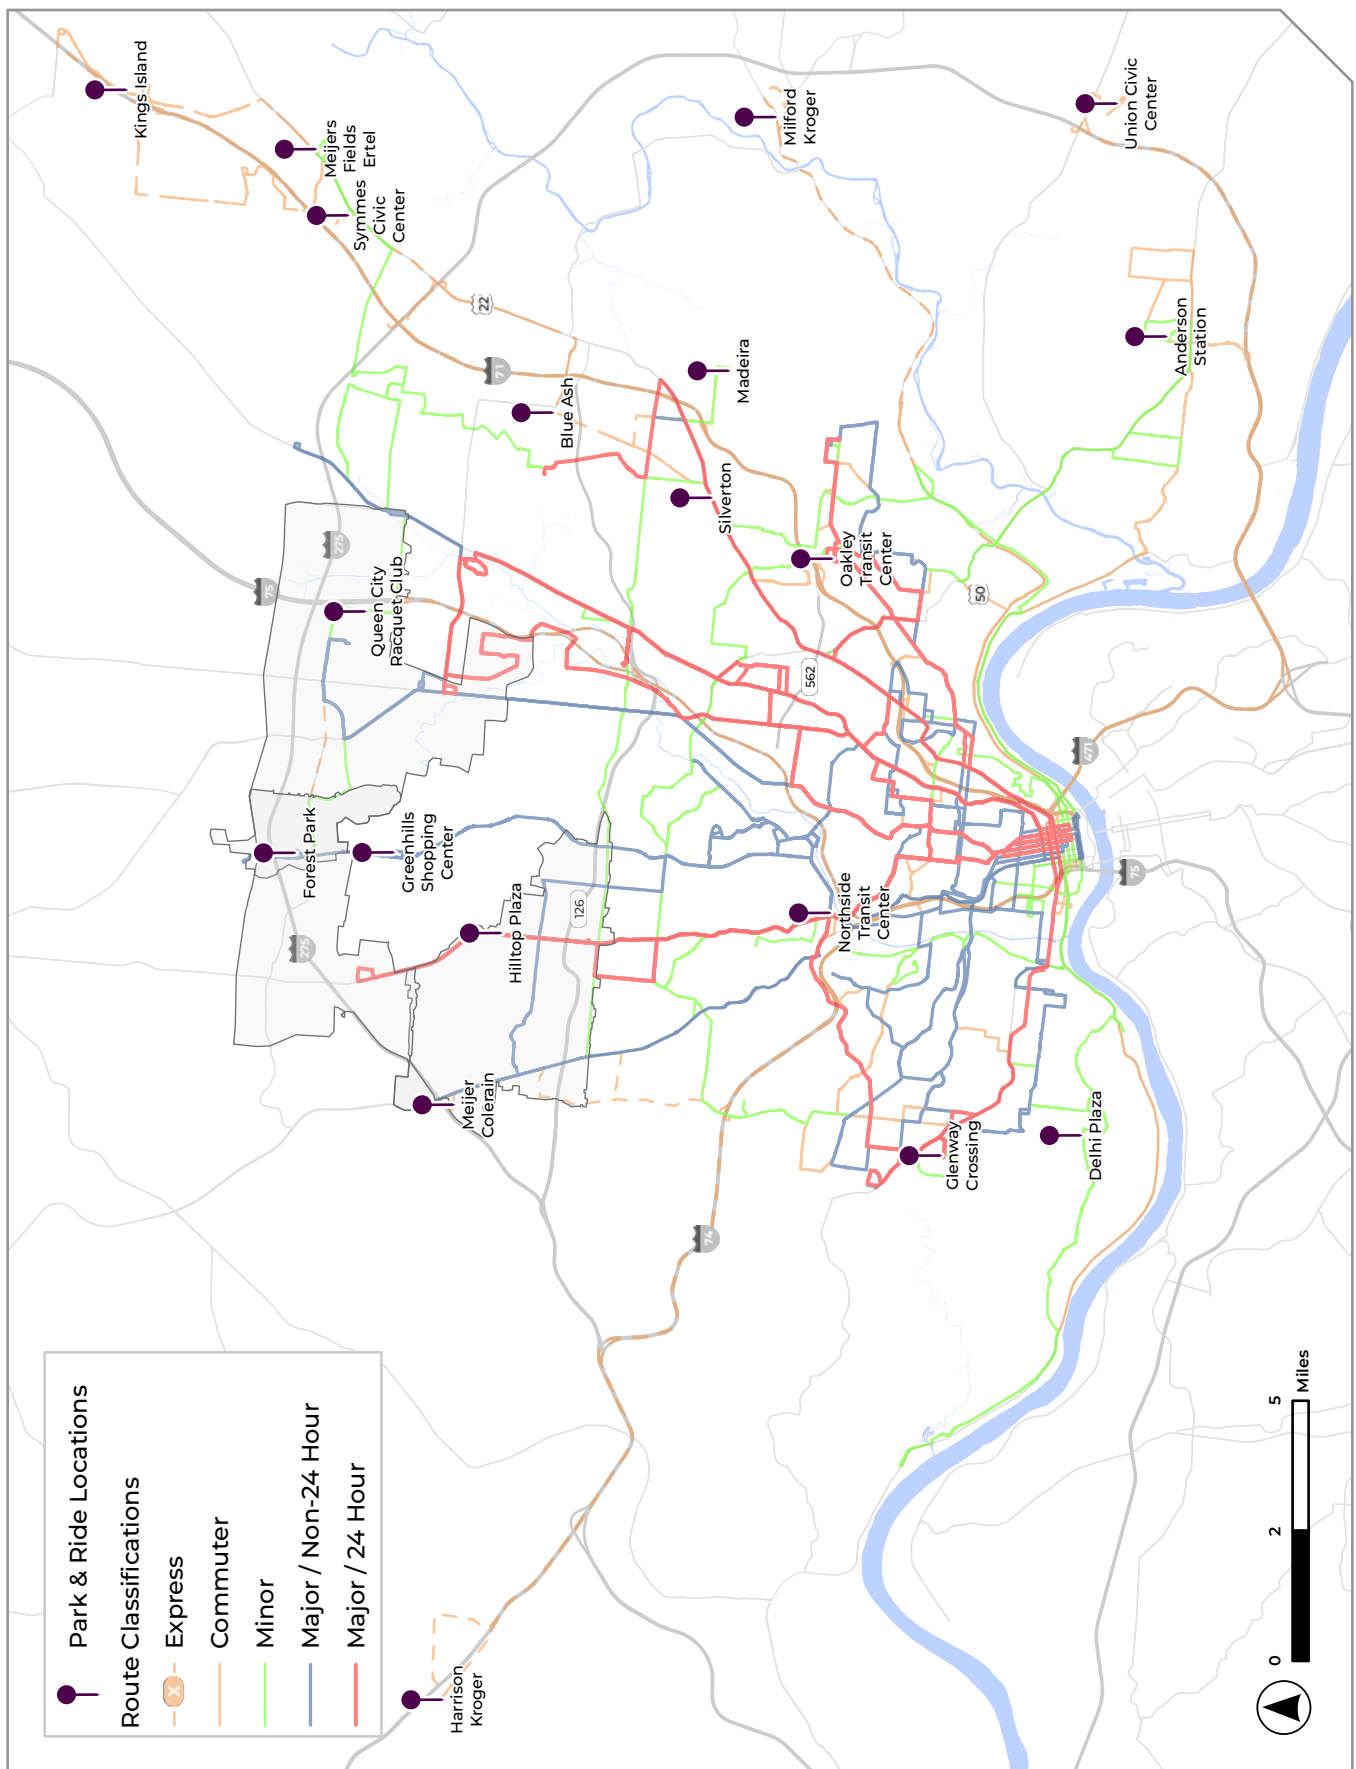 Park & Ride Locations
Route Classifications
X
Express
Commuter
Minor
Major / Non-24 Hour
Major / 24 Hour
Harrison
Kroger
Kings Island
Meijers
Fields
Ertel
Symmes
Civic
Center
Milford
Kroger
Union Civic
Center
22
71
Blue Ash
Madeira
Anderson
Station
Silverton
Oakley
Transit
Center
275
75
Queen City
Racquet Club
50
562
471
Forest Park
Greenhills
Shopping
Center
Hilltop Plaza
126
275
Northside
Transit
Center
75
Meijer
Colerain
Glenway
Crossing
Delhi Plaza
74
0
2
5
Miles